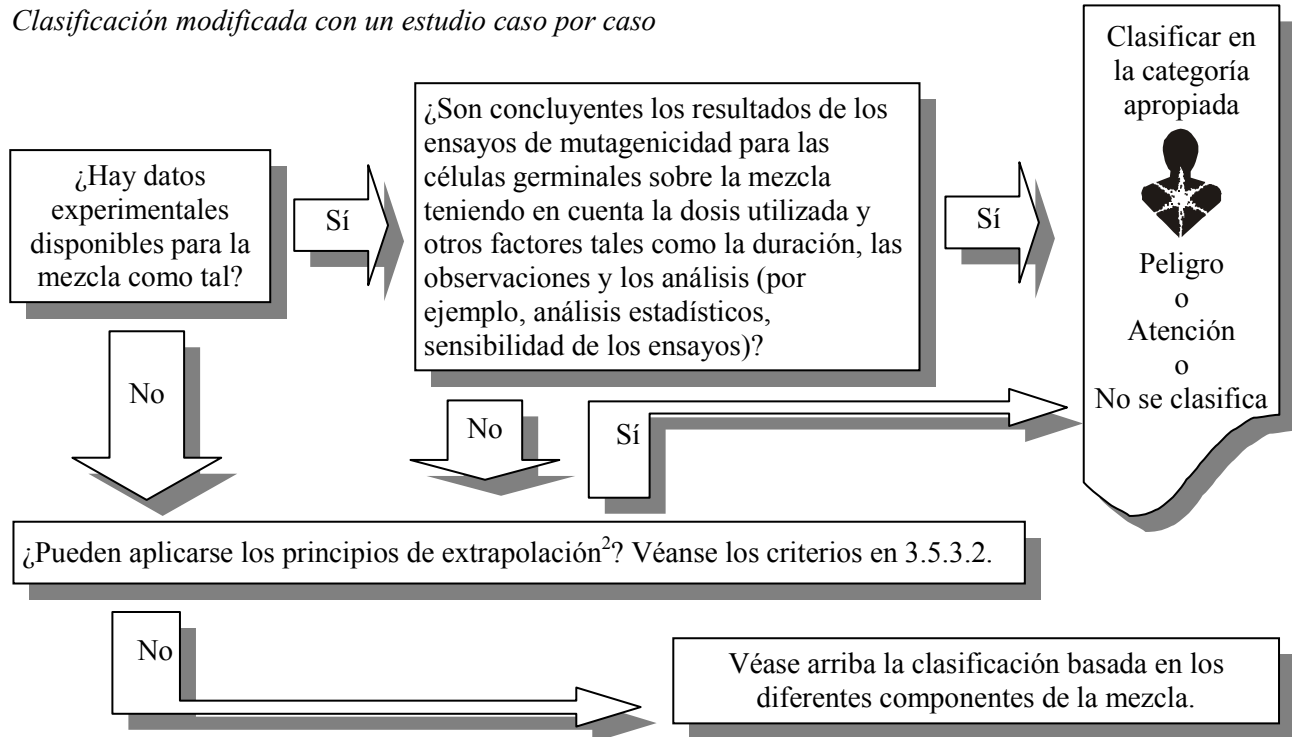 Clasificación modificada con un estudio caso por caso
¿Hay datos
experimentales
disponibles para la
mezcla como tal?
Sí
¿Son concluyentes los resultados de los
ensayos de mutagenicidad para las
células germinales sobre la mezcla
teniendo en cuenta la dosis utilizada y
otros factores tales como la duración, las
observaciones y los análisis (por
ejemplo, análisis estadísticos,
sensibilidad de los ensayos)?
Sí
Clasificar en
la categoría
apropiada
Peligro
o
Atención
o
No se clasifica
No
No
Sí
¿Pueden aplicarse los principios de extrapolación²? Véanse los criterios en 3.5.3.2.
No
Véase arriba la clasificación basada en los
diferentes componentes de la mezcla.